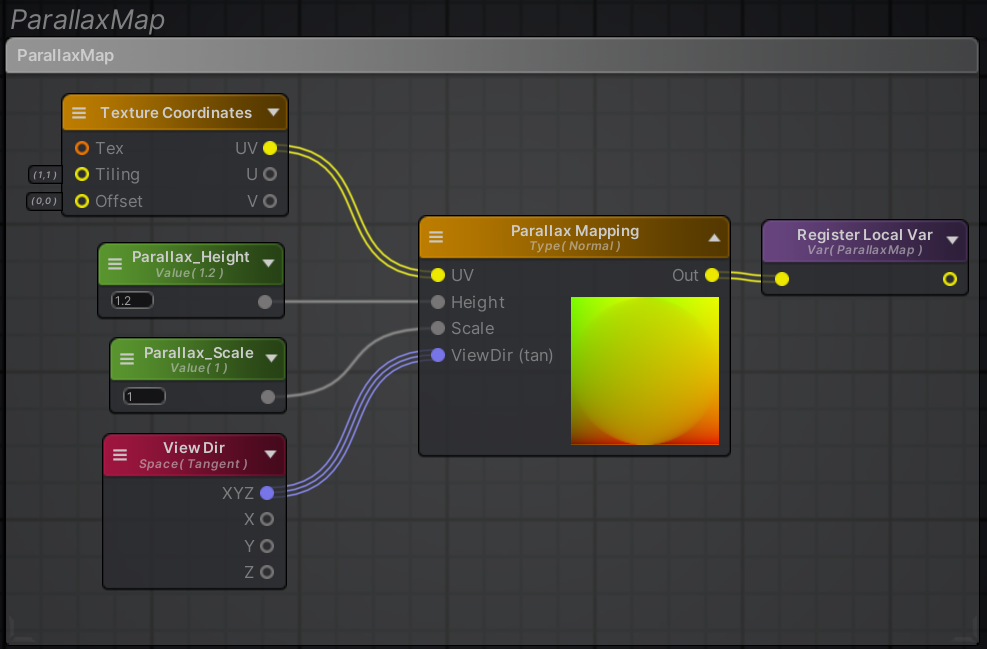 ParallaxMap
ParallaxMap
Texture Coordinates
Tex
UV
(1,1)
Tiling
U
(0,0)
Offset
V
Parallax_Height
Value( 1.2 )
1.2
Parallax_Scale
Value( 1 )
1
View Dir
Space( Tangent )
XYZ
X
Y
Z
Parallax Mapping
Type( Normal )
UV
Out
Height
Scale
ViewDir (tan)
Register Local Var
Var( ParallaxMap )